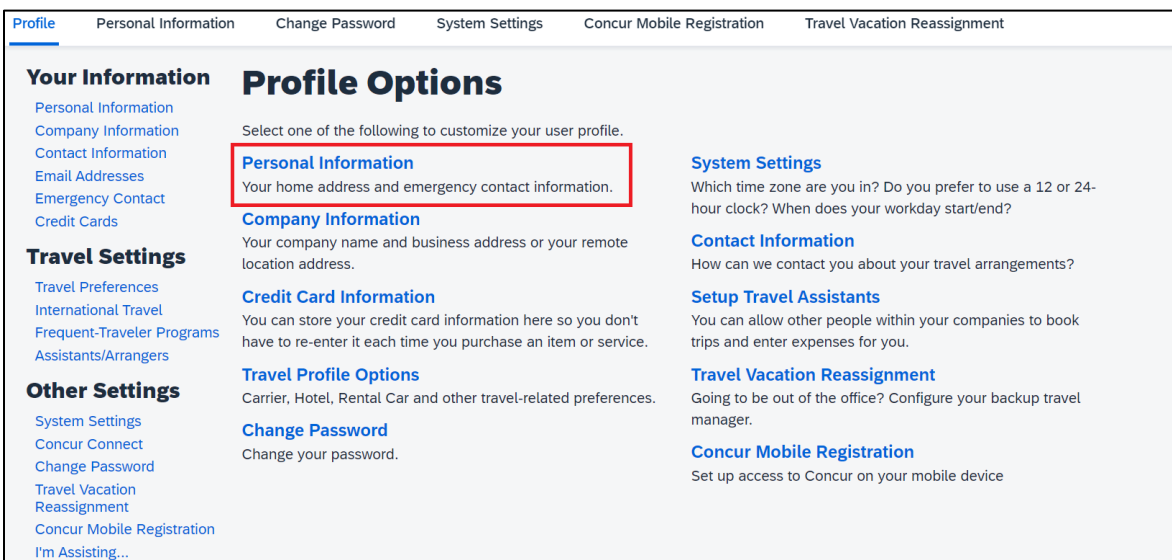 Profile Personal Information Change Password System Settings Concur Mobile Registration Travel Vacation Reassignment
Your Information
Personal Information
Company Information
Contact Information
Email Addresses
Emergency Contact
Credit Cards
Travel Settings
Travel Preferences
International Travel
Frequent-Traveler Programs
Assistants/Arrangers
Other Settings
System Settings
Concur Connect
Change Password
Travel Vacation
Reassignment
Concur Mobile Registration
I'm Assisting...
Profile Options
Select one of the following to customize your user profile.
Personal Information
Your home address and emergency contact information.
Company Information
Your company name and business address or your remote
location address.
Credit Card Information
You can store your credit card information here so you don't
have to re-enter it each time you purchase an item or service.
Travel Profile Options
Carrier, Hotel, Rental Car and other travel-related preferences.
Change Password
Change your password.
System Settings
Which time zone are you in? Do you prefer to use a 12 or 24-
hour clock? When does your workday start/end?
Contact Information
How can we contact you about your travel arrangements?
Setup Travel Assistants
You can allow other people within your companies to book
trips and enter expenses for you.
Travel Vacation Reassignment
Going to be out of the office? Configure your backup travel
manager.
Concur Mobile Registration
Set up access to Concur on your mobile device